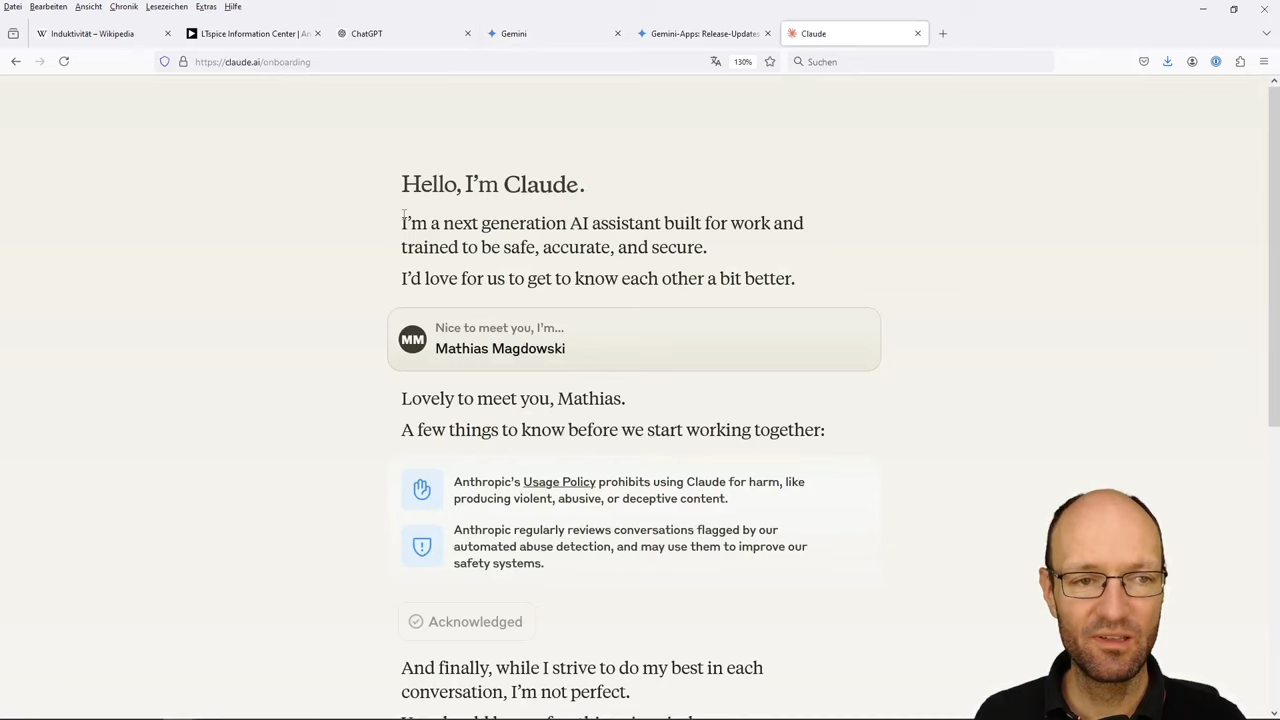 Datei Bearbeiten Ansicht Chronik Lesezeichen Extras Hilfe
W Induktivität – Wikipedia
LTspice Information Center | An
ChatGPT
Gemini
Gemini-Apps: Release-Updates
Claude
https://claude.ai/onboarding
130%
Suchen
Hello, I'm Claude.
I'm a next generation AI assistant built for work and
trained to be safe, accurate, and secure.
I'd love for us to get to know each other a bit better.
MM
Nice to meet you, I'm...
Mathias Magdowski
Lovely to meet you, Mathias.
A few things to know before we start working together:
Anthropic's Usage Policy prohibits using Claude for harm, like
producing violent, abusive, or deceptive content.
Anthropic regularly reviews conversations flagged by our
automated abuse detection, and may use them to improve our
safety systems.
Acknowledged
And finally, while I strive to do my best in each
conversation, I'm not perfect.